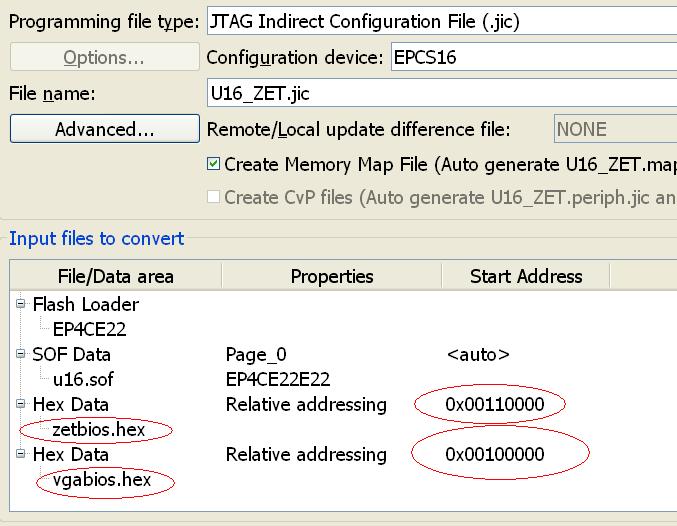 Programming file type: JTAG Indirect Configuration File (.jic)
Options... Configuration device: EPCS16
File name: U16_ZET.jic
Advanced... Remote/Local update difference file: NONE
Create Memory Map File (Auto generate U16_ZET.map
Create CvP files (Auto generate U16_ZET.periph.jic an
Input files to convert
File/Data area Properties Start Address
Flash Loader
EP4CE22
SOF Data Page_0 <auto>
u16.sof EP4CE22E22
Hex Data Relative addressing 0x00110000
zetbios.hex
Hex Data Relative addressing 0x00100000
vgabios.hex